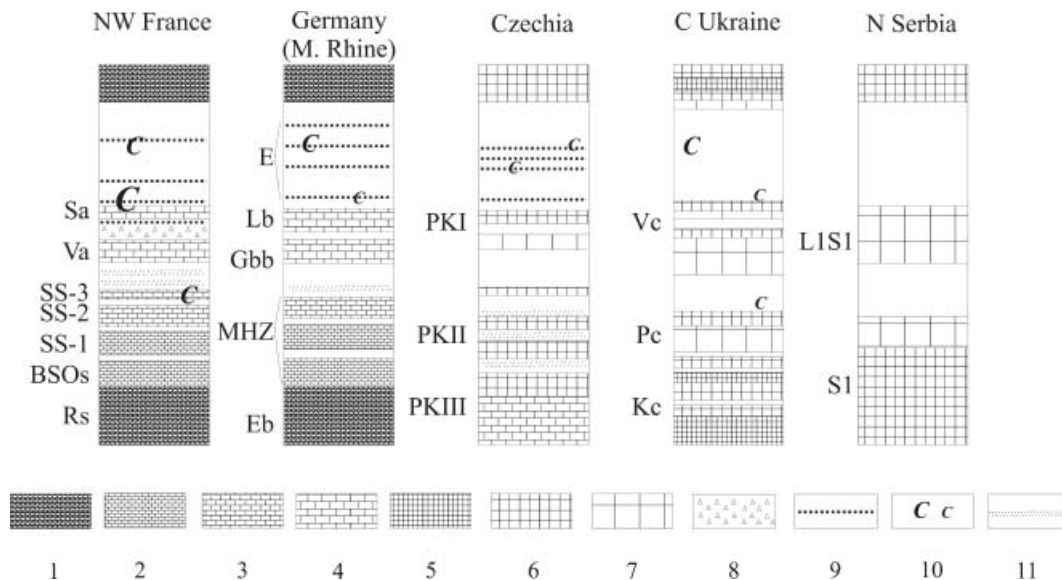 NW France
Germany
(M. Rhine)
Czechia
C Ukraine
N Serbia
Sa
Va
SS-3
SS-2
SS-1
BSOs
Rs
C
C
C
E
Lb
Gbb
MHZ
Eb
C
C
PKI
PKII
PKIII
C
C
Vc
Pc
Kc
C
C
C
L1S1
S1
C C
1 2 3 4 5 6 7 8 9 10 11